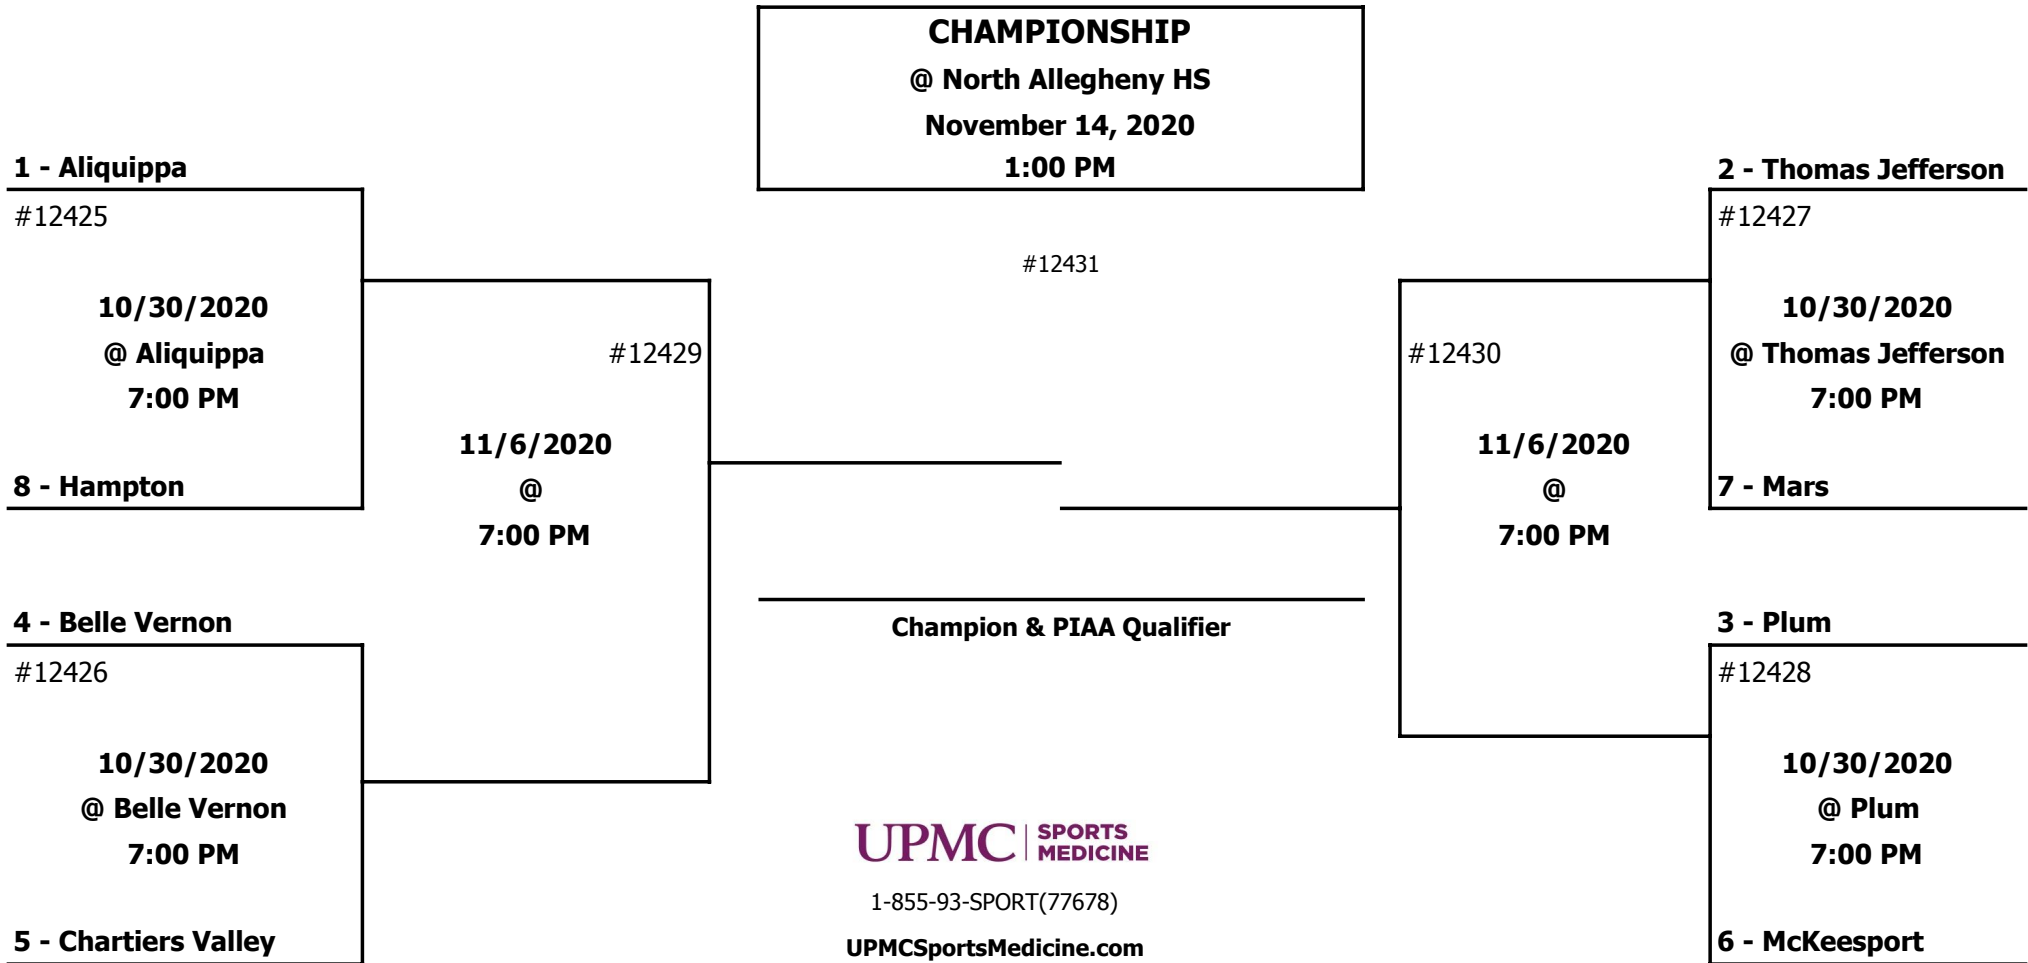 CHAMPIONSHIP
@ North Allegheny HS
November 14, 2020
1:00 PM
#12431
1 - Aliquippa
#12425
10/30/2020
@ Aliquippa
7:00 PM
8 - Hampton
#12429
11/6/2020
@
7:00 PM
4 - Belle Vernon
#12426
10/30/2020
@ Belle Vernon
7:00 PM
5 - Chartiers Valley
2 - Thomas Jefferson
#12427
10/30/2020
@ Thomas Jefferson
7:00 PM
7 - Mars
#12430
11/6/2020
@
7:00 PM
3 - Plum
#12428
10/30/2020
@ Plum
7:00 PM
6 - McKeesport
Champion & PIAA Qualifier
UPMC SPORTS
MEDICINE
1-855-93-SPORT(77678)
UPMCSportsMedicine.com